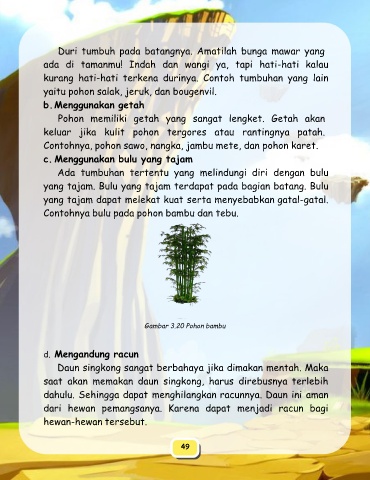 Duri tumbuh pada batangnya. Amatilah bunga mawar yang
ada di tamanmu! Indah dan wangi ya, tapi hati-hati kalau
kurang hati-hati terkena durinya. Contoh tumbuhan yang lain
yaitu pohon salak, jeruk, dan bougenvil.
b. Menggunakan getah
Pohon memiliki getah yang sangat lengket. Getah akan
keluar jika kulit pohon tergores atau rantingnya patah.
Contohnya, pohon sawo, nangka, jambu mete, dan pohon karet.
c. Menggunakan bulu yang tajam
Ada tumbuhan tertentu yang melindungi diri dengan bulu
yang tajam. Bulu yang tajam terdapat pada bagian batang. Bulu
yang tajam dapat melekat kuat serta menyebabkan gatal-gatal.
Contohnya bulu pada pohon bambu dan tebu.
Gambar 3.20 Pohon bambu
d. Mengandung racun
Daun singkong sangat berbahaya jika dimakan mentah. Maka
saat akan memakan daun singkong, harus direbusnya terlebih
dahulu. Sehingga dapat menghilangkan racunnya. Daun ini aman
dari hewan pemangsanya. Karena dapat menjadi racun bagi
hewan-hewan tersebut.
49